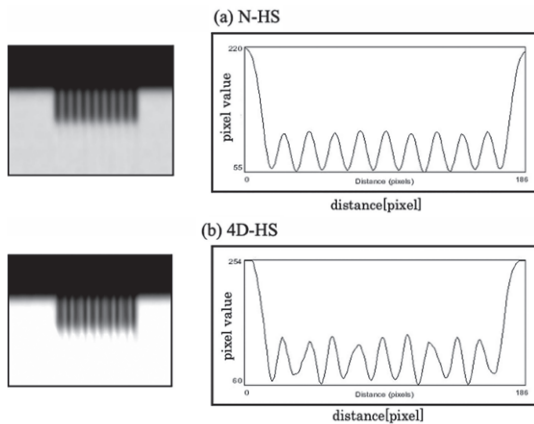 (a) N-HS
220
pixel value
55
0
Distance (pixels)
186
distance[pixel]
(b) 4D-HS
254
pixel value
60
0
Distance (pixels)
186
distance[pixel]